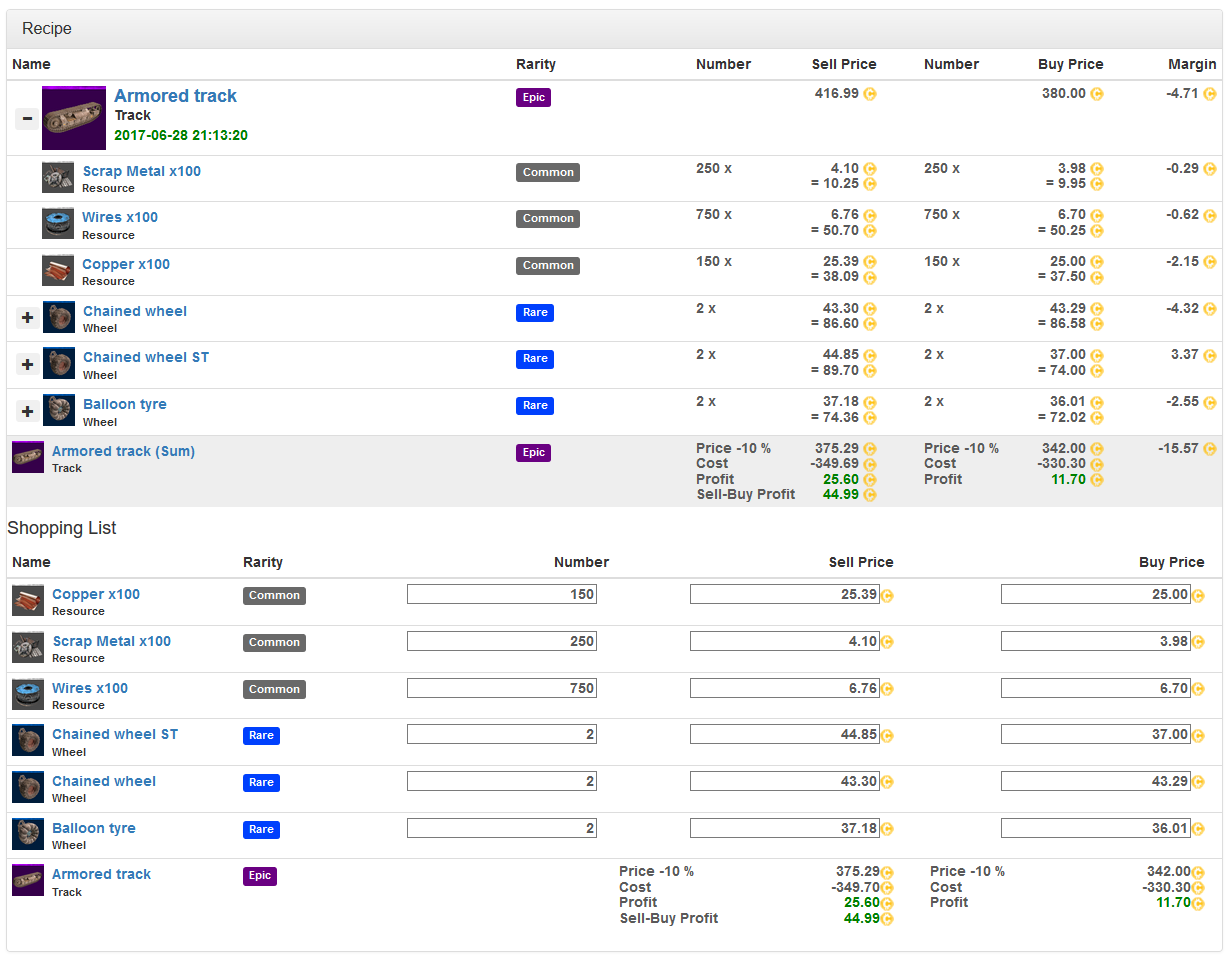 Recipe
Name Rarity Number Sell Price Number Buy Price Margin
Armored track Epic 416.99 380.00 -4.71
Track
2017-06-28 21:13:20
Scrap Metal x100 Common 250 x 4.10 250 x 3.98 -0.29
Resource = 10.25 = 9.95
Wires x100 Common 750 x 6.76 750 x 6.70 -0.62
Resource = 50.70 = 50.25
Copper x100 Common 150 x 25.39 150 x 25.00 -2.15
Resource = 38.09 = 37.50
Chained wheel Rare 2 x 43.30 2 x 43.29 -4.32
Wheel = 86.60 = 86.58
Chained wheel ST Rare 2 x 44.85 2 x 37.00 3.37
Wheel = 89.70 = 74.00
Balloon tyre Rare 2 x 37.18 2 x 36.01 -2.55
Wheel = 74.36 = 72.02
Armored track (Sum) Epic Price -10 % 375.29 Price -10 % 342.00 -15.57
Track Cost -349.69 Cost -330.30
Profit 25.60 Profit 11.70
Sell-Buy Profit 44.99
Shopping List
Name Rarity Number Sell Price Buy Price
Copper x100 Common 150 25.39 25.00
Resource
Scrap Metal x100 Common 250 4.10 3.98
Resource
Wires x100 Common 750 6.76 6.70
Resource
Chained wheel ST Rare 2 44.85 37.00
Wheel
Chained wheel Rare 2 43.30 43.29
Wheel
Balloon tyre Rare 2 37.18 36.01
Wheel
Armored track Epic Price -10 % 375.29 Price -10 % 342.00
Track Cost -349.70 Cost -330.30
Profit 25.60 Profit 11.70
Sell-Buy Profit 44.99